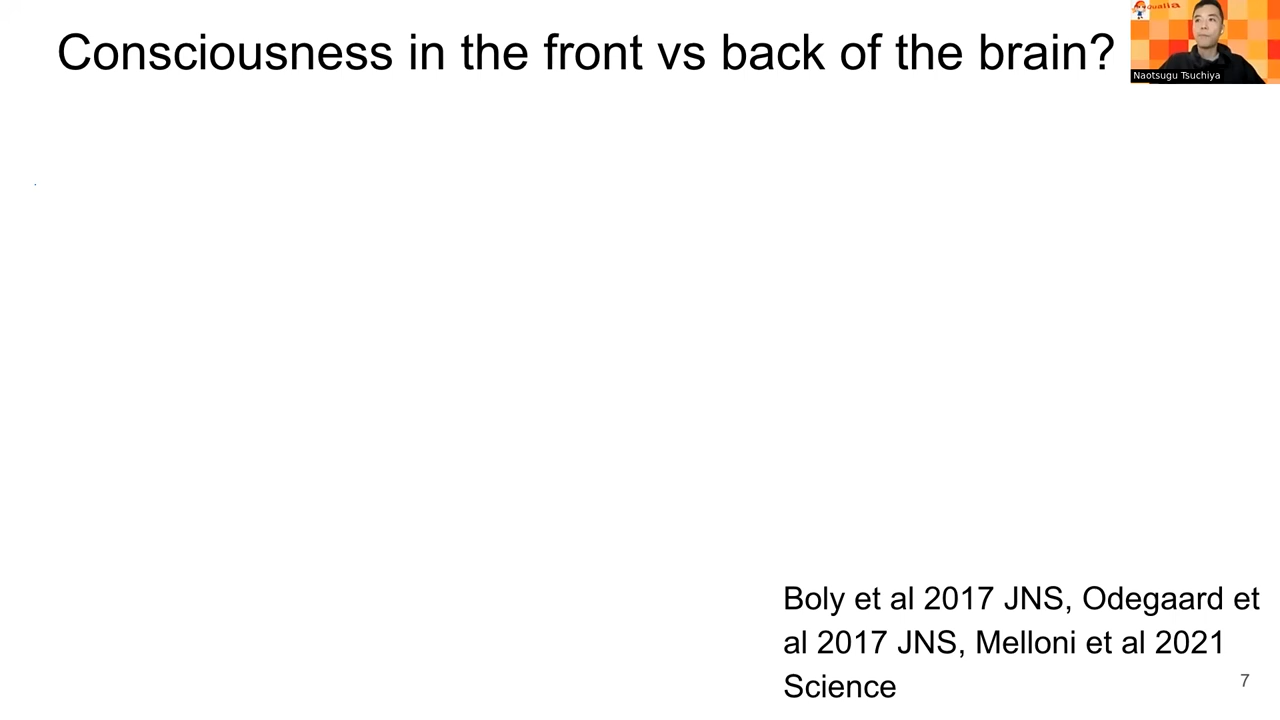 Consciousness in the front vs back of the brain?
Qualia
Naotsugu Tsuchiya
Boly et al 2017 JNS, Odegaard et
al 2017 JNS, Melloni et al 2021
Science
7